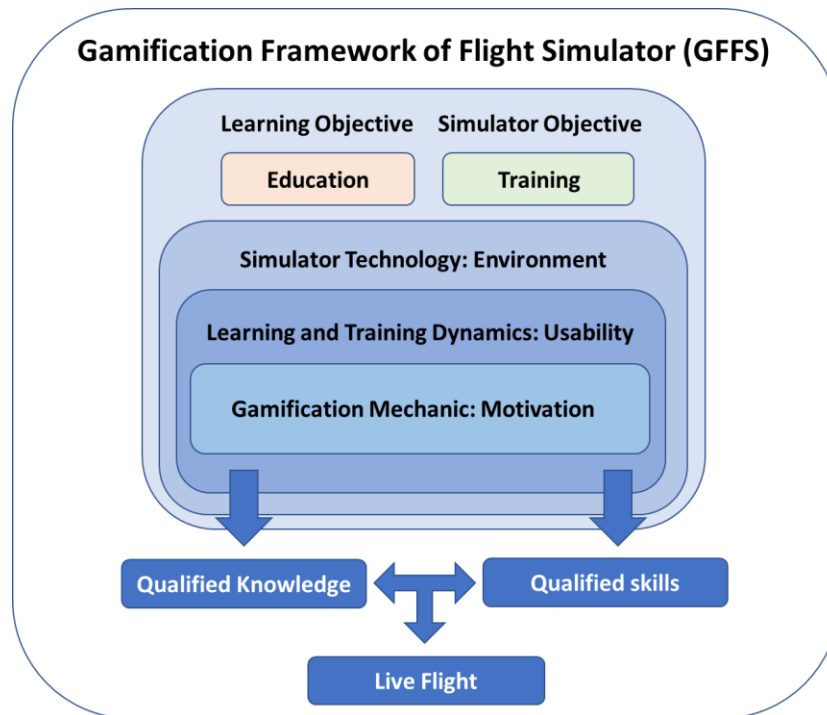 Gamification Framework of Flight Simulator (GFFS)
Learning Objective
Simulator Objective
Education
Training
Simulator Technology: Environment
Learning and Training Dynamics: Usability
Gamification Mechanic: Motivation
Qualified Knowledge
Qualified skills
Live Flight